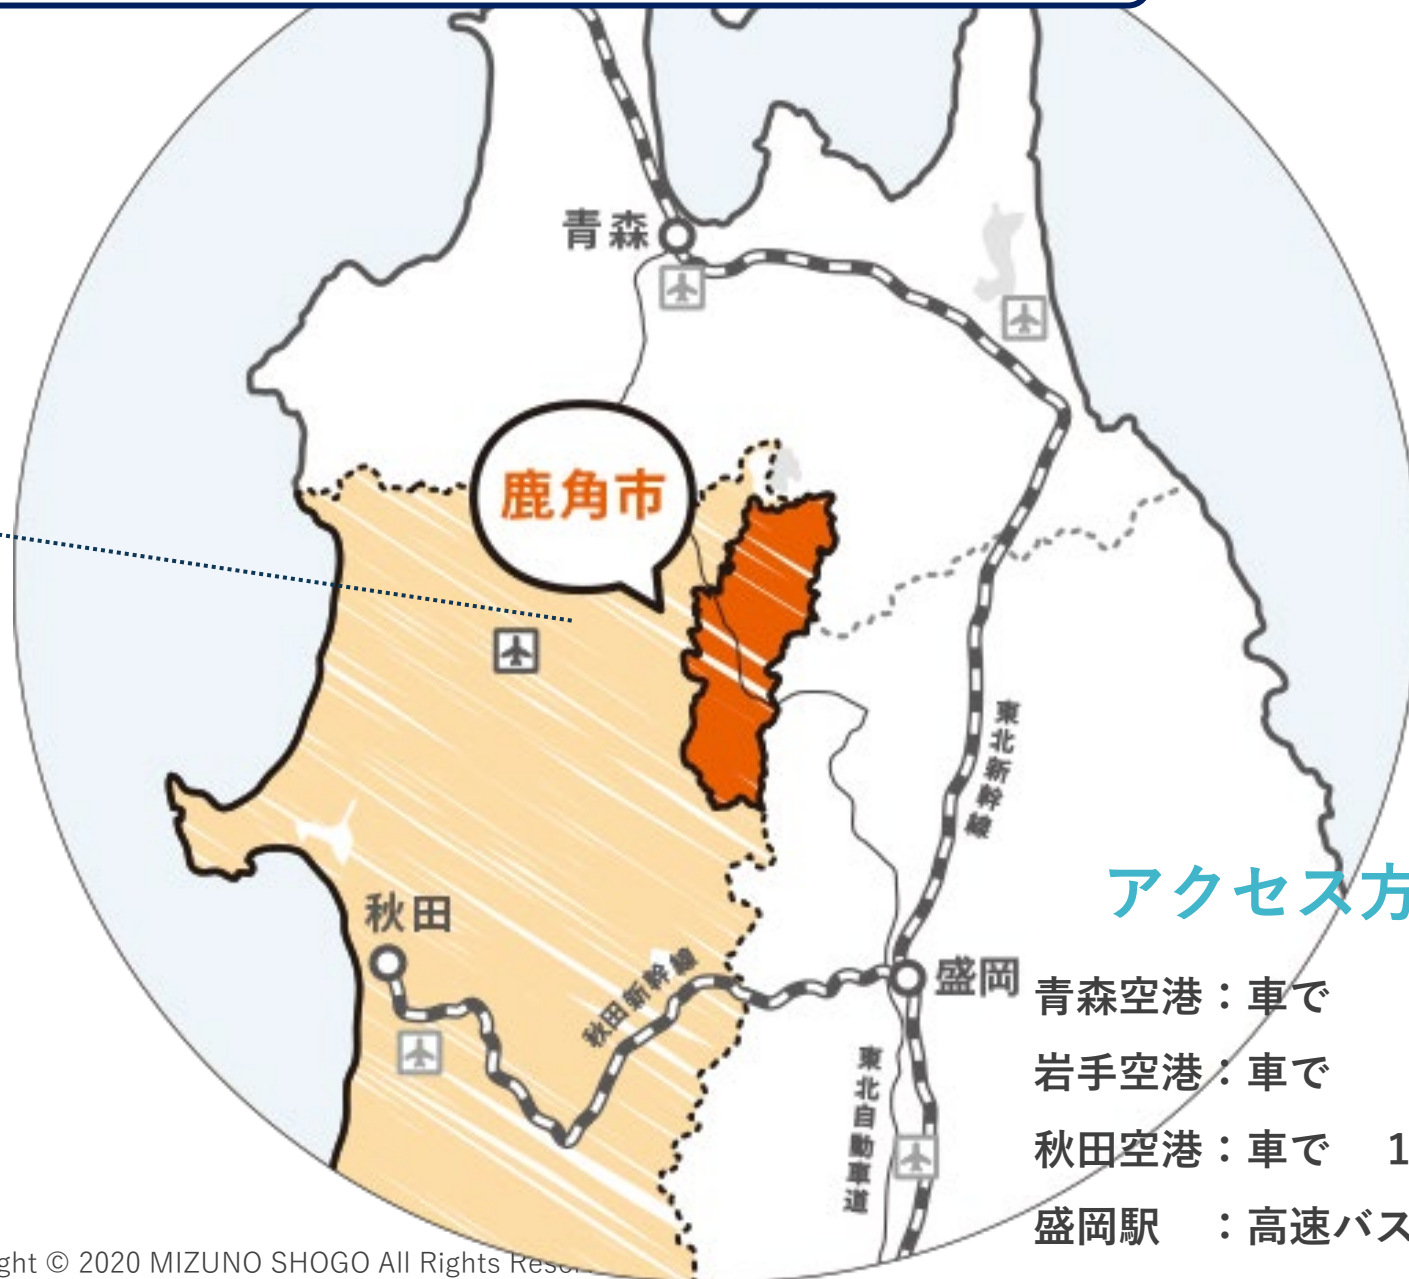 青森
鹿角市
東北新幹線
アクセス方
秋田
秋田新幹線
盛岡
青森空港：車で
岩手空港：車で
秋田空港：車で 1
盛岡駅 ：高速バス
東北自動車道
ght © 2020 MIZUNO SHOGO All Rights Res